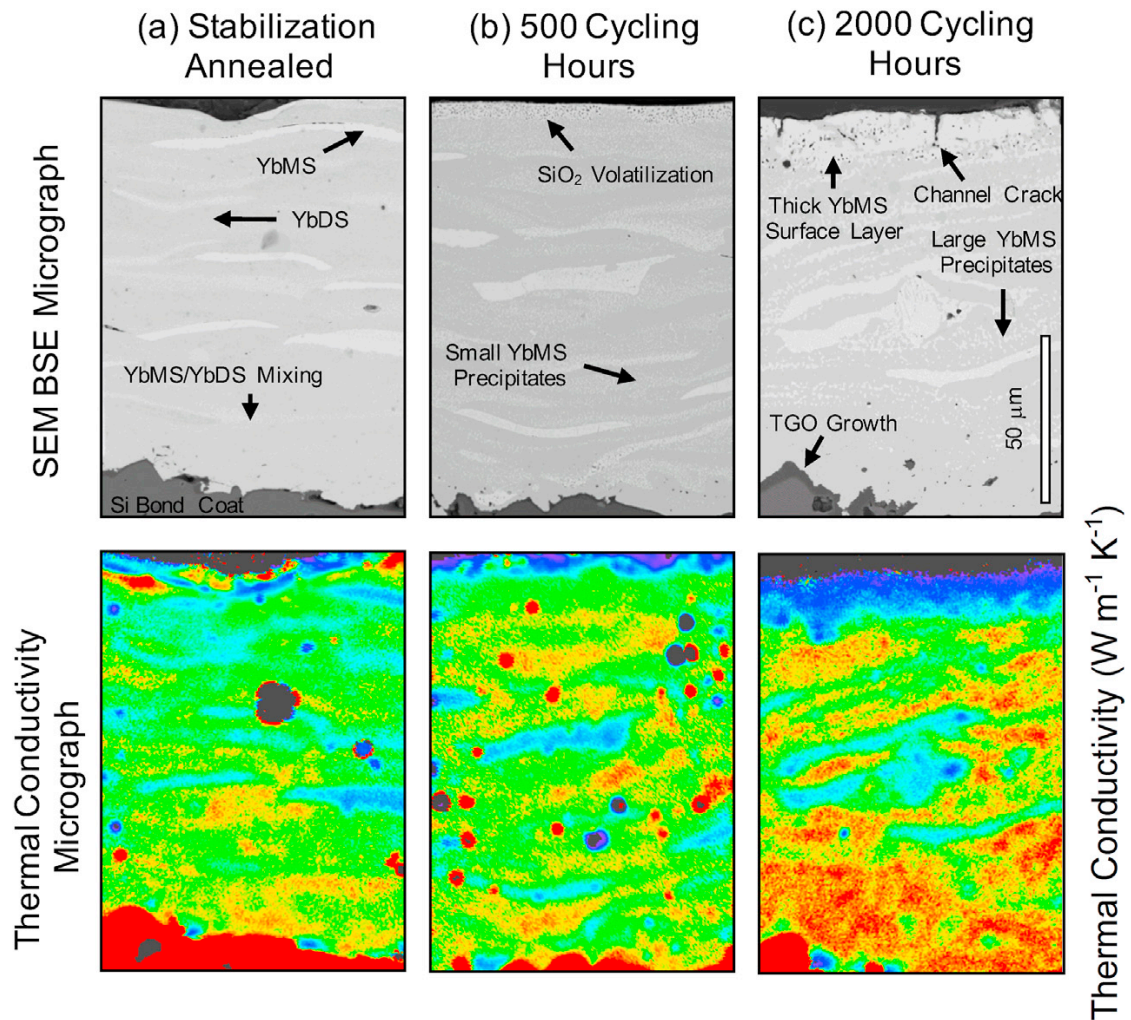 (a) Stabilization
Annealed
(b) 500 Cycling
Hours
(c) 2000 Cycling
Hours
SEM BSE Micrograph
YbMS
YbDS
YbMS/YbDS Mixing
Si Bond Coat
SiO₂ Volatilization
Small YbMS
Precipitates
Thick YbMS
Surface Layer
Channel Crack
Large YbMS
Precipitates
TGO Growth
50 μm
Thermal Conductivity
Micrograph
Thermal Conductivity (W m⁻¹ K⁻¹)